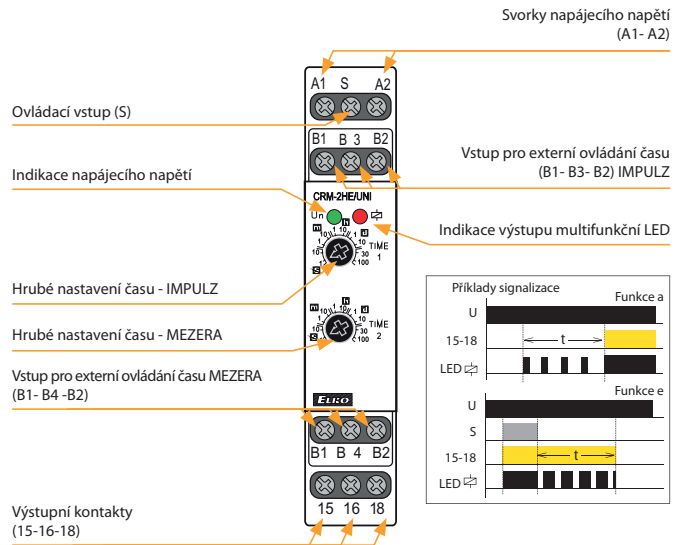 Svorky napájecího napětí
(A1- A2)
A1 S A2
Ovládací vstup (S)
B1 B 3 B2
Vstup pro externí ovládání času
(B1- B3- B2) IMPULZ
Indikace napájecího napětí
CRM-2HE/UNI
Un
Indikace výstupu multifunkční LED
TIME
1
Hrubé nastavení času - IMPULZ
Hrubé nastavení času - MEZERA
TIME
2
Vstup pro externí ovládání času MEZERA
(B1- B4 -B2)
ELKO
B1 B 4 B2
15 16 18
Výstupní kontakty
(15-16-18)
Příklady signalizace
Funkce a
U
15-18
t
LED
Funkce e
U
S
15-18
t
LED